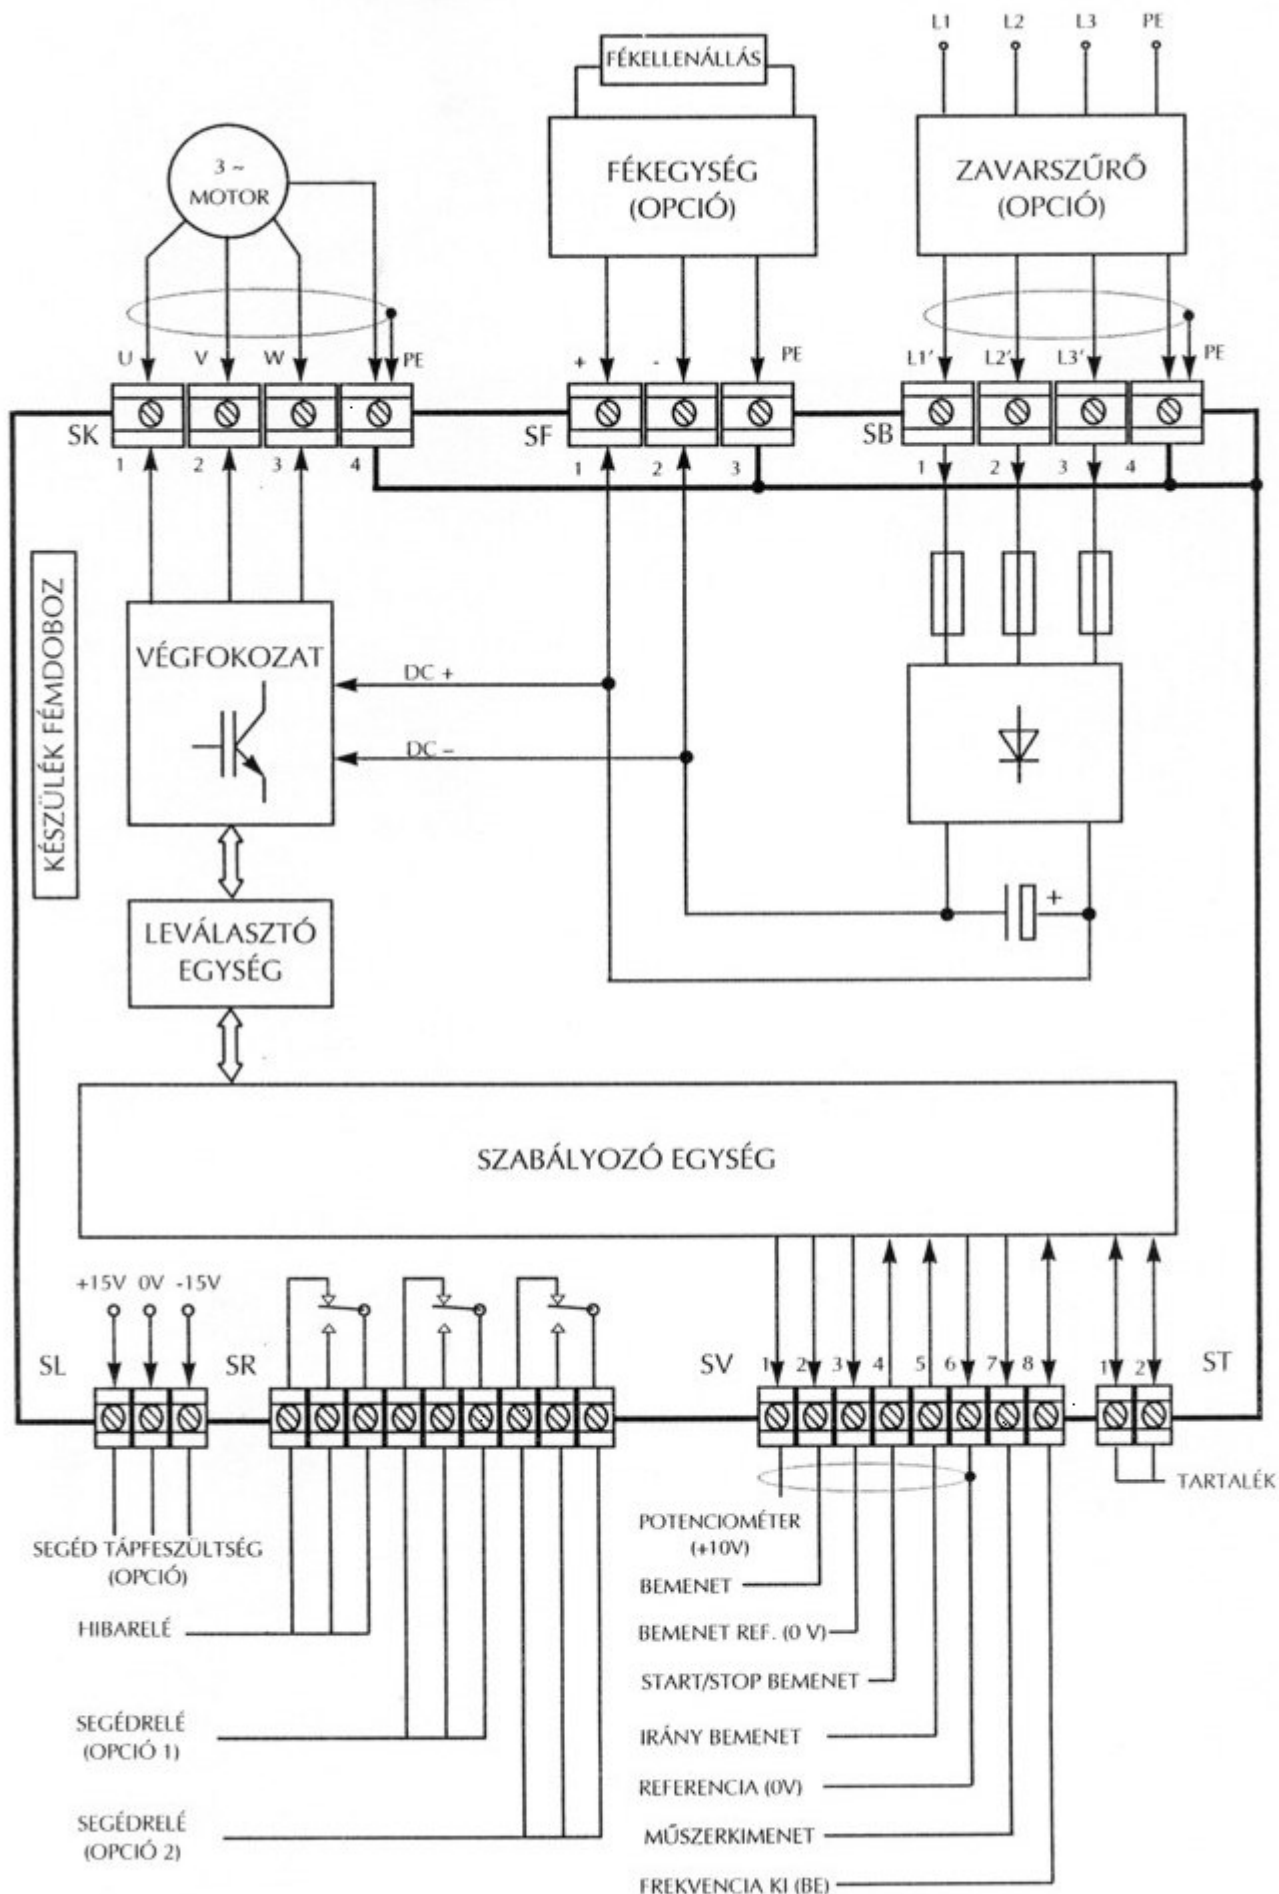 L1 L2 L3 PE
FÉKELLENÁLLÁS
3 ~
MOTOR
FÉKEGYSÉG
(OPCIÓ)
ZAVARSZŰRŐ
(OPCIÓ)
U V W PE
+ - PE
L1' L2' L3' PE
SK
1 2 3 4
SF
1 2 3
SB
1 2 3 4
KÉSZÜLÉK FÉMDOBOZ
VÉGFOKOZAT
DC +
DC –
+
LEVÁLASZTÓ
EGYSÉG
SZABÁLYOZÓ EGYSÉG
+15V 0V -15V
SL
SR
SV
1 2 3 4 5 6 7 8
1 2
ST
TARTALÉK
SEGÉD TÁPFESZÜLTSÉG
(OPCIÓ)
HIBARELÉ
SEGÉDRELÉ
(OPCIÓ 1)
SEGÉDRELÉ
(OPCIÓ 2)
POTENCIOMÉTER
(+10V)
BEMENET
BEMENET REF. (0 V)
START/STOP BEMENET
IRÁNY BEMENET
REFERENCIA (0V)
MŰSZERKIMENET
FREKVENCIA KI (BE)